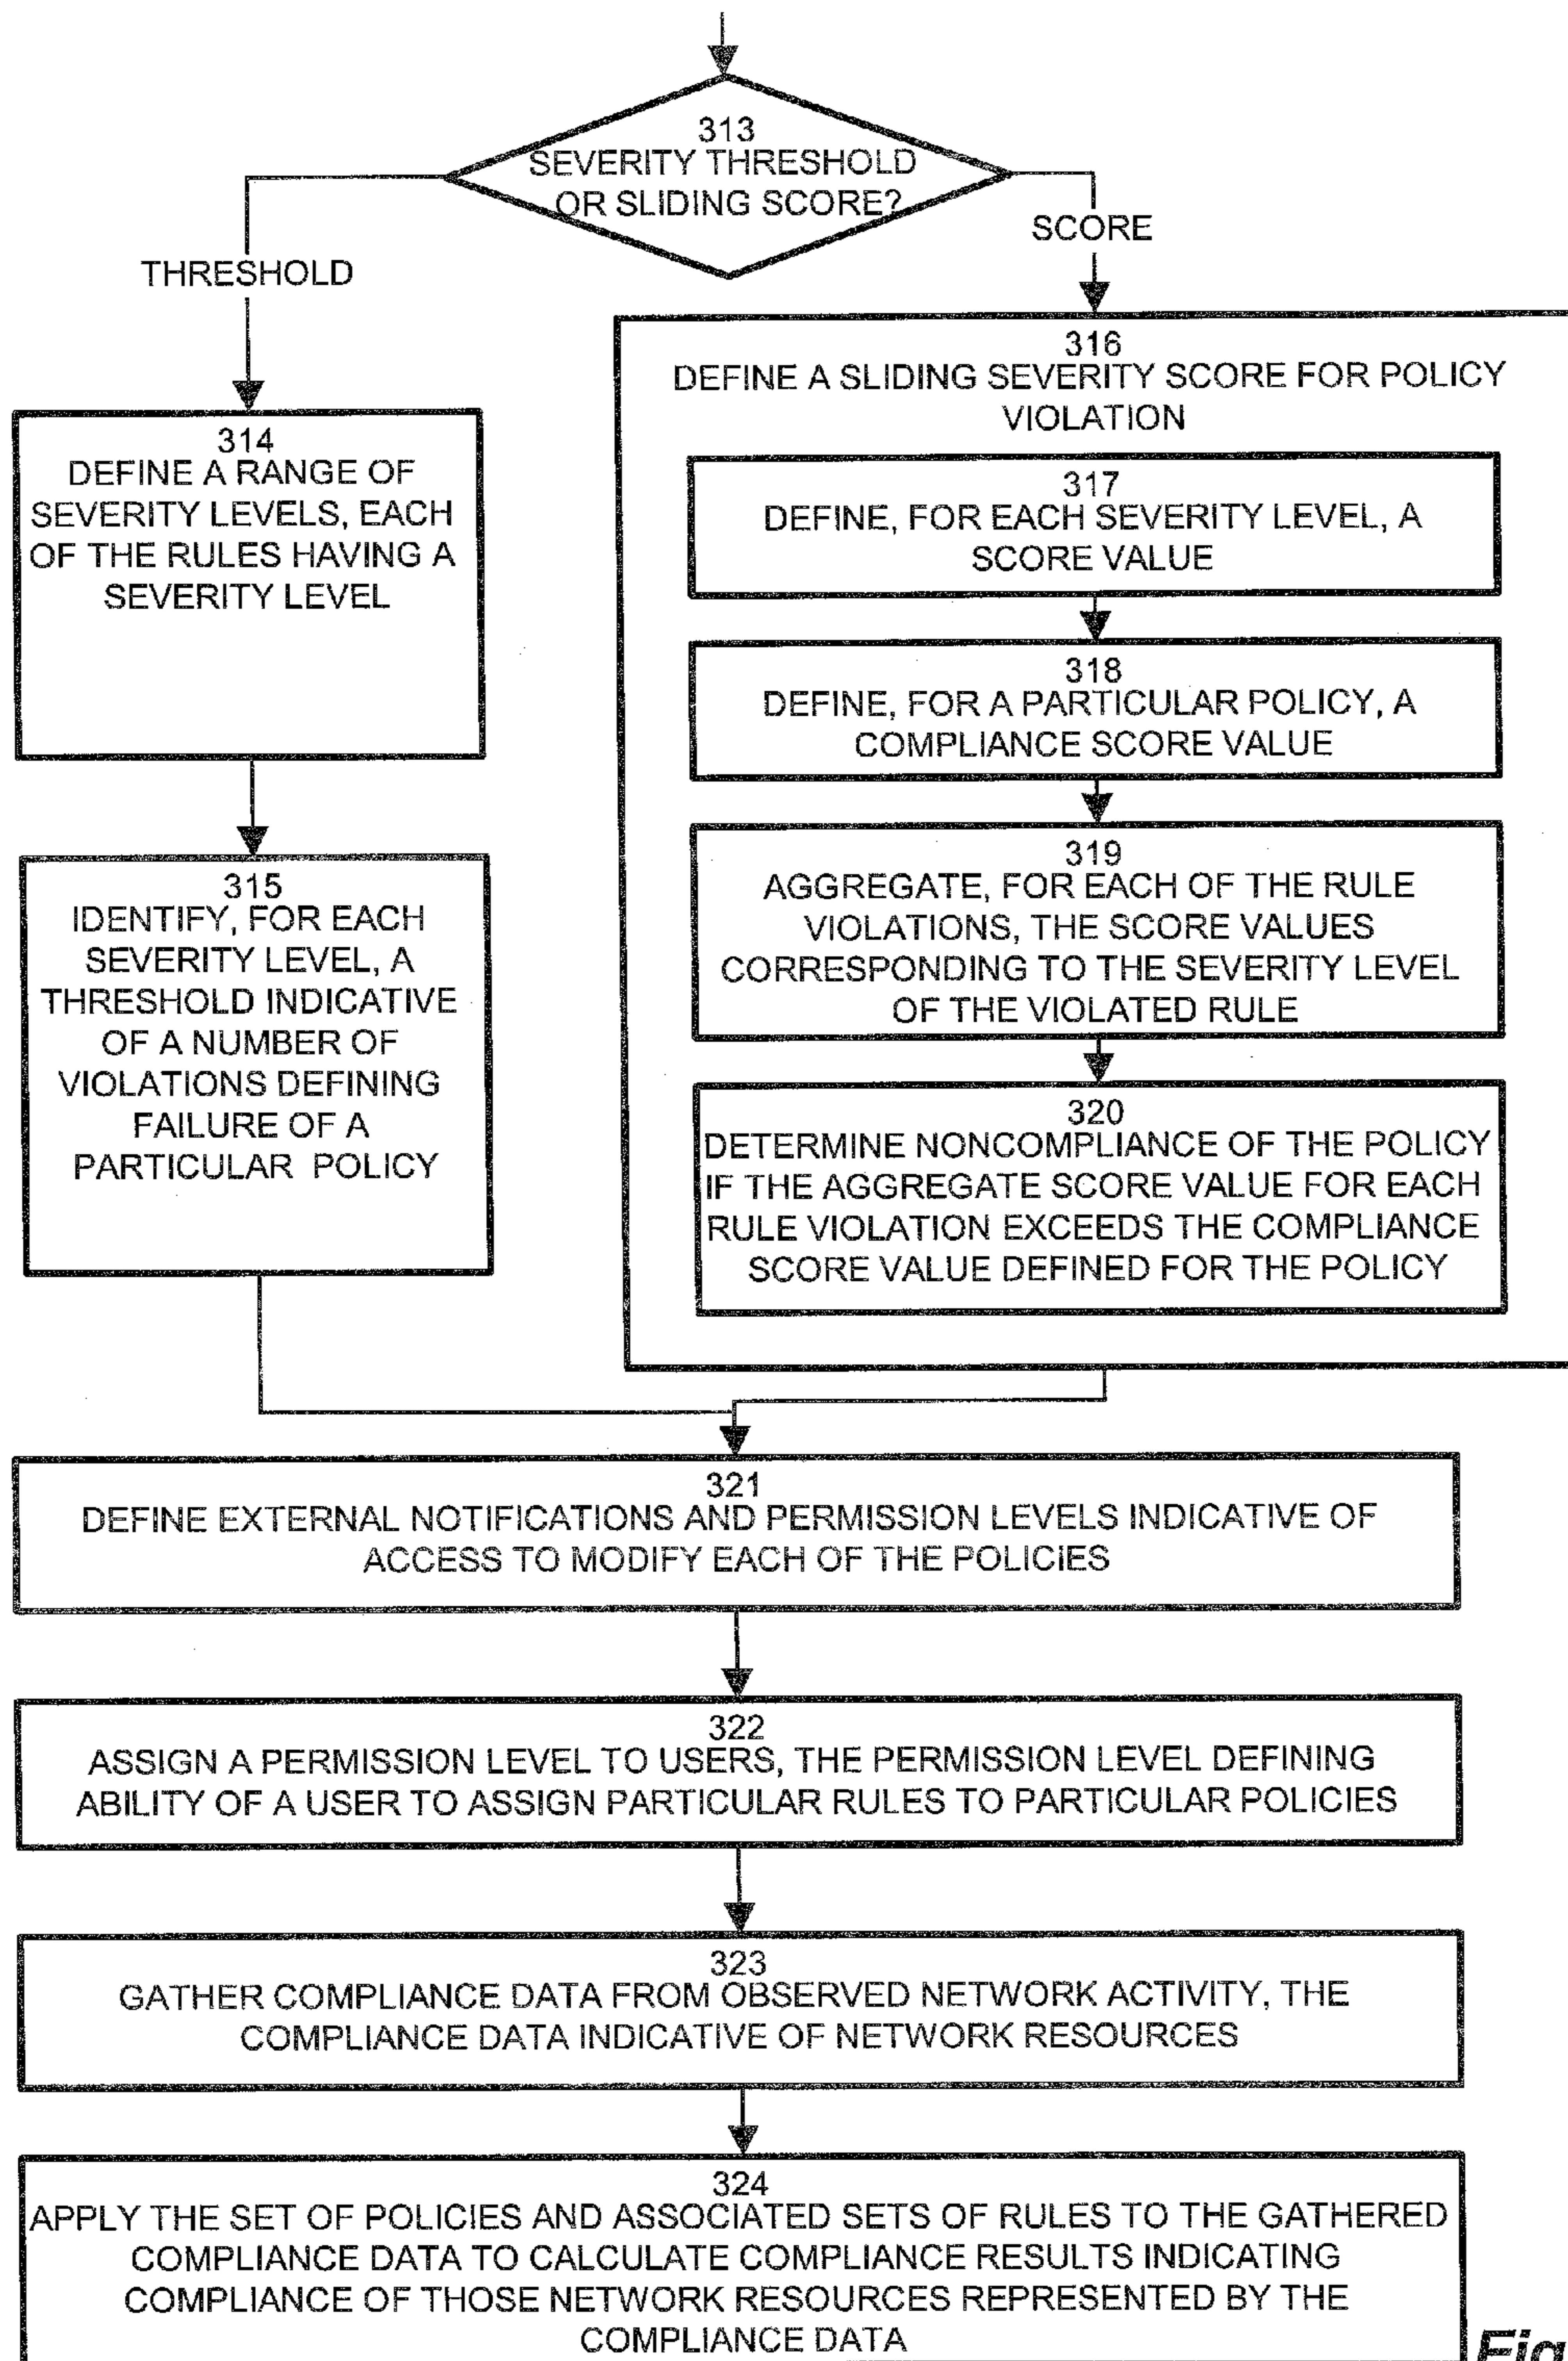 313
SEVERITY THRESHOLD
OR SLIDING SCORE?
SCORE
THRESHOLD
314
DEFINE A RANGE OF
SEVERITY LEVELS, EACH
OF THE RULES HAVING A
SEVERITY LEVEL
315
IDENTIFY, FOR EACH
SEVERITY LEVEL, A
THRESHOLD INDICATIVE
OF A NUMBER OF
VIOLATIONS DEFINING
FAILURE OF A
PARTICULAR POLICY
316
DEFINE A SLIDING SEVERITY SCORE FOR POLICY
VIOLATION
317
DEFINE, FOR EACH SEVERITY LEVEL, A
SCORE VALUE
318
DEFINE, FOR A PARTICULAR POLICY, A
COMPLIANCE SCORE VALUE
319
AGGREGATE, FOR EACH OF THE RULE
VIOLATIONS, THE SCORE VALUES
CORRESPONDING TO THE SEVERITY LEVEL
OF THE VIOLATED RULE
320
DETERMINE NONCOMPLIANCE OF THE POLICY
IF THE AGGREGATE SCORE VALUE FOR EACH
RULE VIOLATION EXCEEDS THE COMPLIANCE
SCORE VALUE DEFINED FOR THE POLICY
321
DEFINE EXTERNAL NOTIFICATIONS AND PERMISSION LEVELS INDICATIVE OF
ACCESS TO MODIFY EACH OF THE POLICIES
322
ASSIGN A PERMISSION LEVEL TO USERS, THE PERMISSION LEVEL DEFINING
ABILITY OF A USER TO ASSIGN PARTICULAR RULES TO PARTICULAR POLICIES
323
GATHER COMPLIANCE DATA FROM OBSERVED NETWORK ACTIVITY, THE
COMPLIANCE DATA INDICATIVE OF NETWORK RESOURCES
324
APPLY THE SET OF POLICIES AND ASSOCIATED SETS OF RULES TO THE GATHERED
COMPLIANCE DATA TO CALCULATE COMPLIANCE RESULTS INDICATING
COMPLIANCE OF THOSE NETWORK RESOURCES REPRESENTED BY THE
COMPLIANCE DATA
Fig